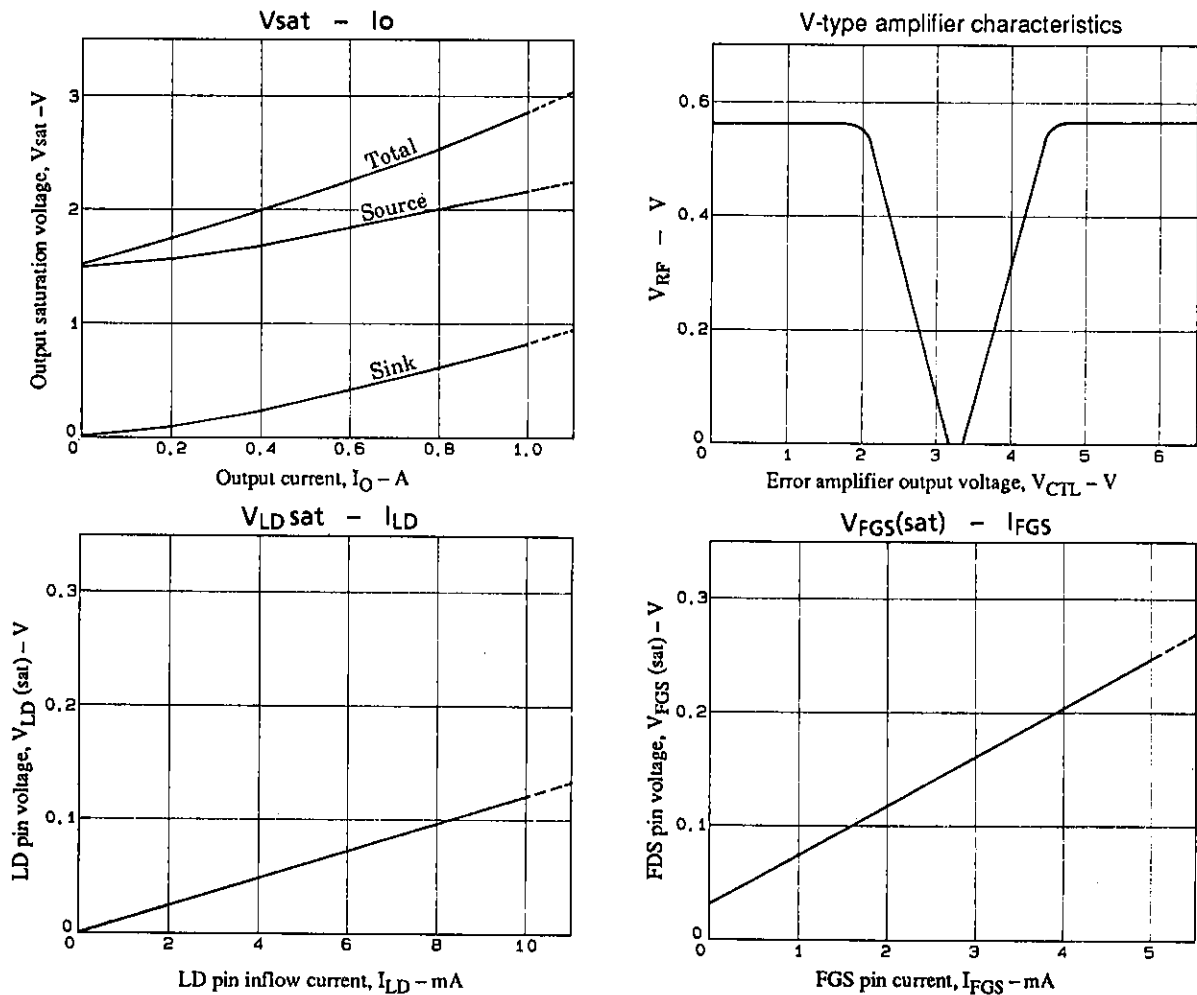 Vsat - Io
Output saturation voltage, Vsat -V
3
2
1
0
Total
Source
Sink
0 0.2 0.4 0.6 0.8 1.0
Output current, IO - A
V-type amplifier characteristics
VRF - V
0.6
0.4
0.2
0
0 1 2 3 4 5 6
Error amplifier output voltage, VCTL - V
VLD sat - ILD
LD pin voltage, VLD (sat) - V
0.3
0.2
0.1
0
0 2 4 6 8 10
LD pin inflow current, ILD - mA
VFGS(sat) - IFGS
FDS pin voltage, VFGS (sat) - V
0.3
0.2
0.1
0
0 1 2 3 4 5
FGS pin current, IFGS - mA